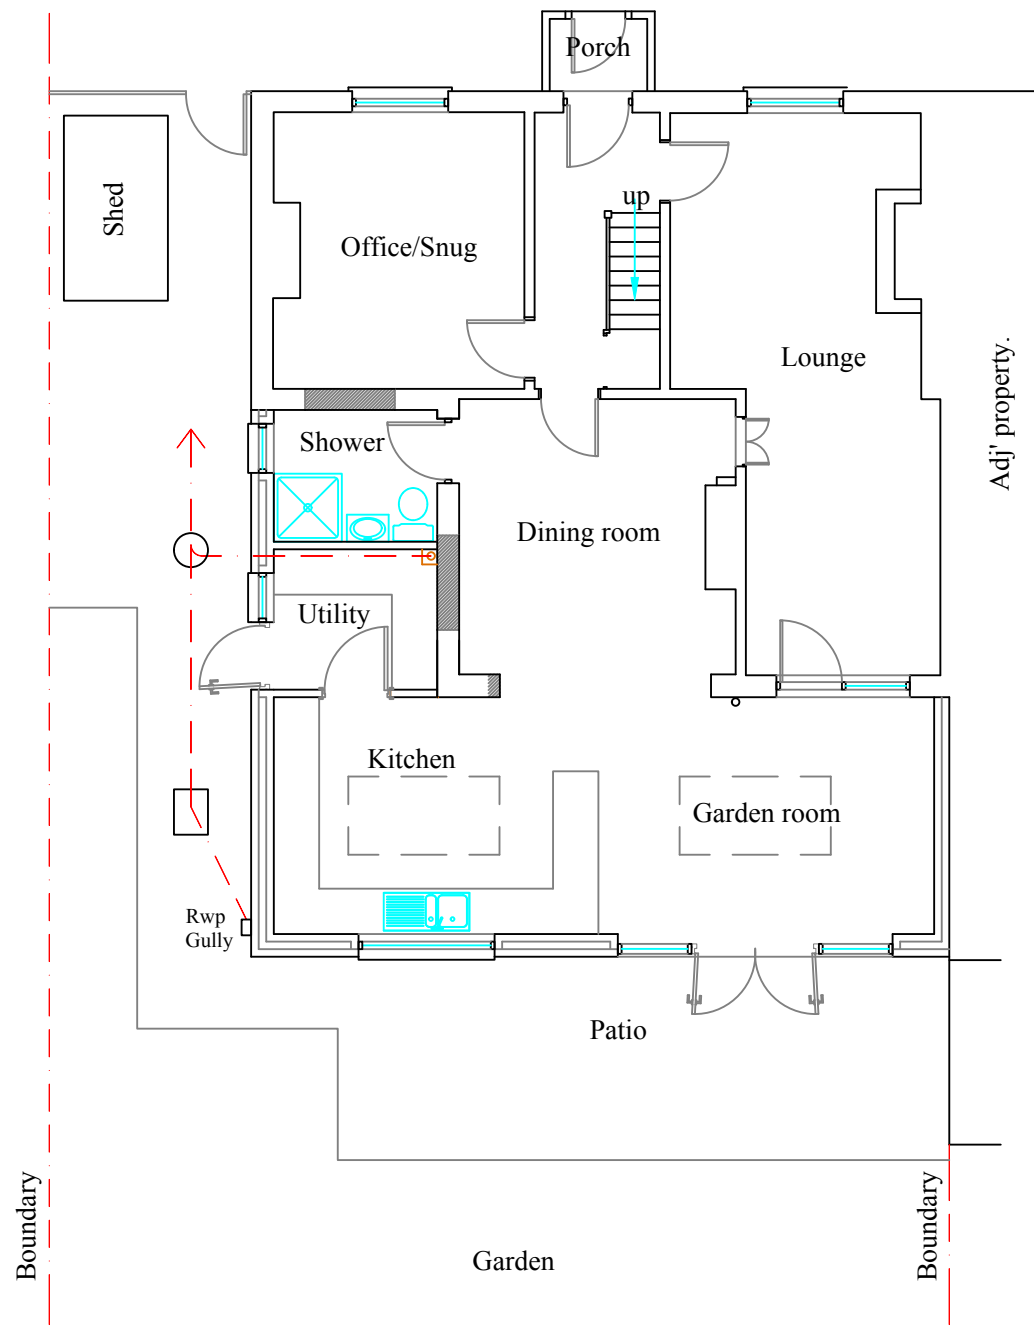 Porch
Shed
up
Office/Snug
Lounge
Adj' property.
Shower
Dining room
Utility
Kitchen
Garden room
Rwp
Gully
Patio
Boundary
Boundary
Garden